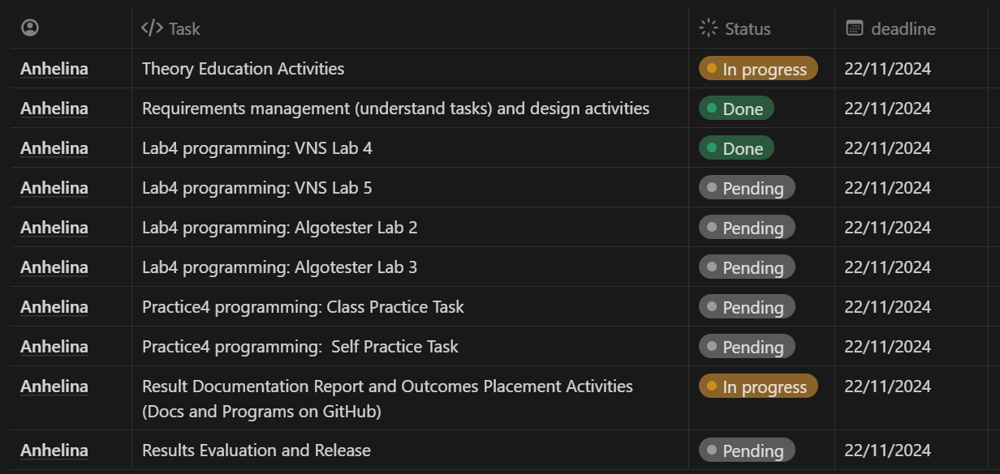 Task Status deadline
Anhelina Theory Education Activities In progress 22/11/2024
Anhelina Requirements management (understand tasks) and design activities Done 22/11/2024
Anhelina Lab4 programming: VNS Lab 4 Done 22/11/2024
Anhelina Lab4 programming: VNS Lab 5 Pending 22/11/2024
Anhelina Lab4 programming: Algotester Lab 2 Pending 22/11/2024
Anhelina Lab4 programming: Algotester Lab 3 Pending 22/11/2024
Anhelina Practice4 programming: Class Practice Task Pending 22/11/2024
Anhelina Practice4 programming:  Self Practice Task Pending 22/11/2024
Anhelina Result Documentation Report and Outcomes Placement Activities In progress 22/11/2024
(Docs and Programs on GitHub)
Anhelina Results Evaluation and Release Pending 22/11/2024